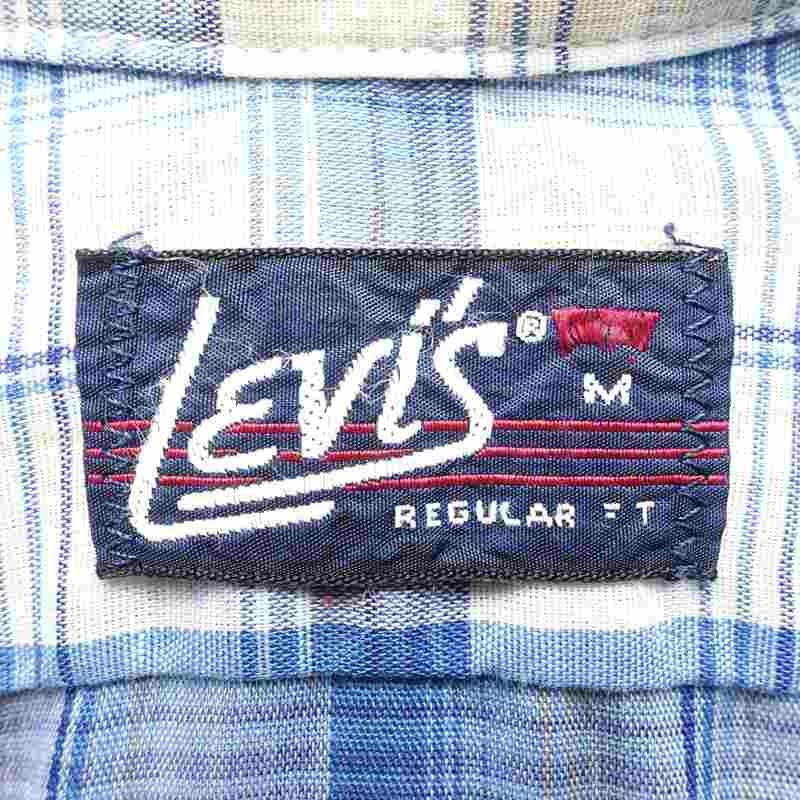 LEVI'S ®
M
REGULAR F T